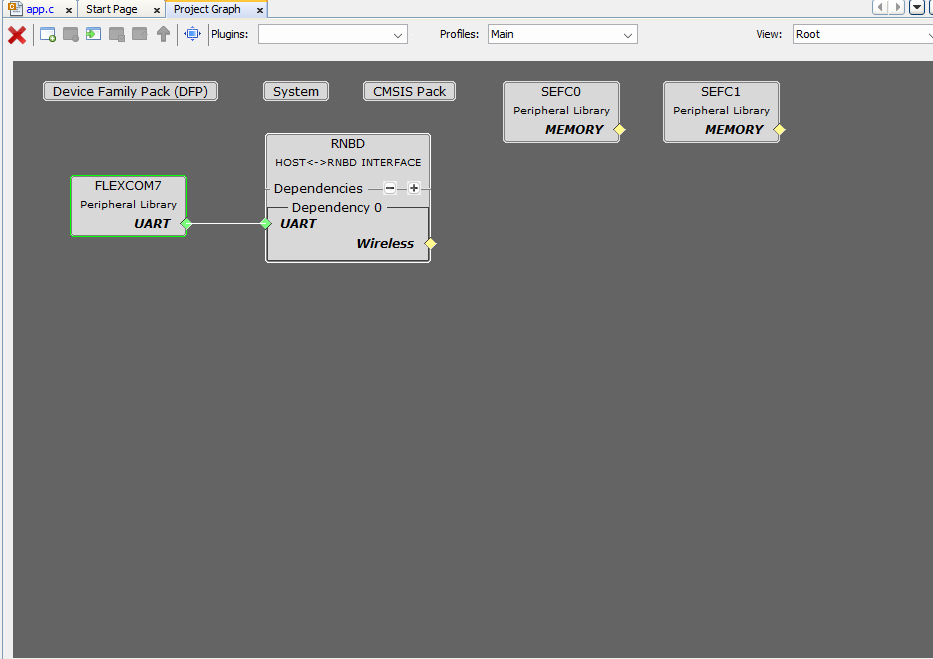 app.c x Start Page x Project Graph x
Plugins: Profiles: Main View: Root
Device Family Pack (DFP) System CMSIS Pack
SEFC0
Peripheral Library
MEMORY
SEFC1
Peripheral Library
MEMORY
RNBD
HOST<->RNBD INTERFACE
Dependencies
Dependency 0
UART
Wireless
FLEXCOM7
Peripheral Library
UART